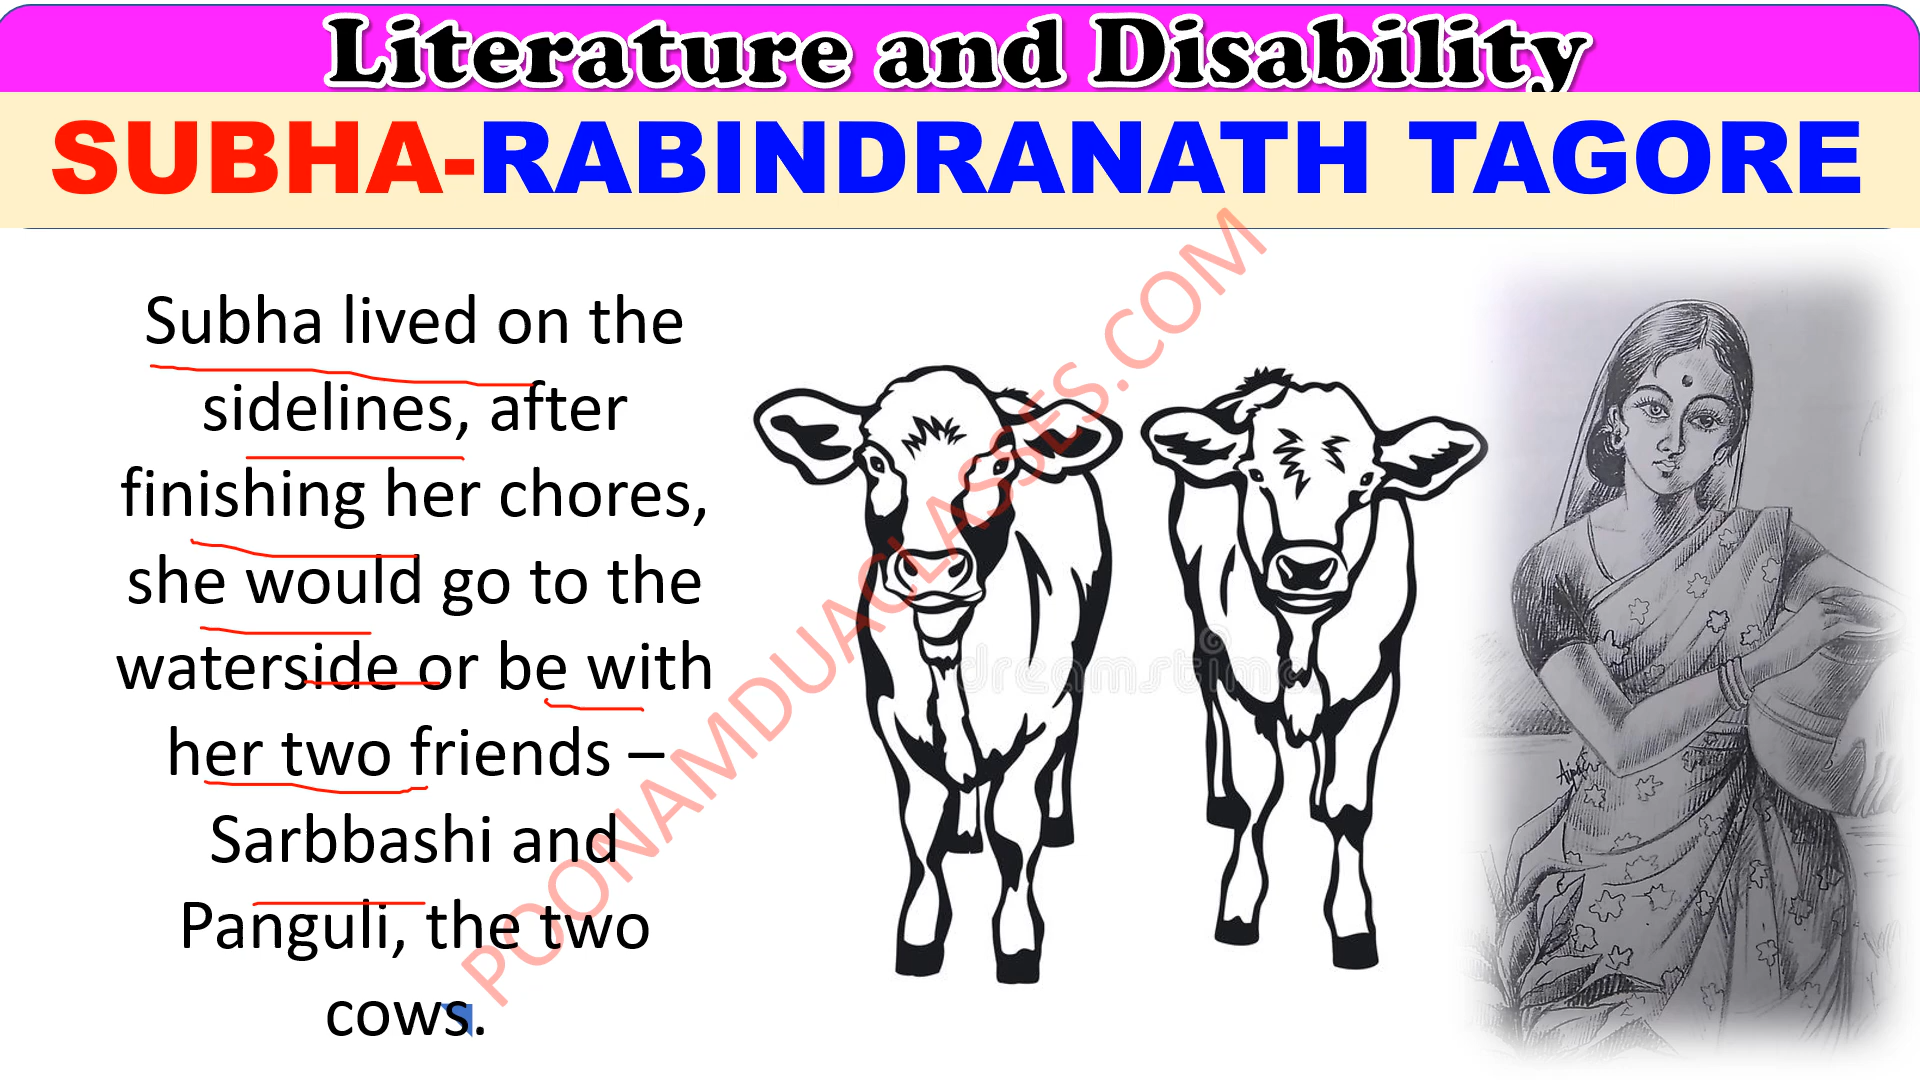 Literature and Disability
SUBHA-RABINDRANATH TAGORE
Subha lived on the
sidelines, after
finishing her chores,
she would go to the
waterside or be with
her two friends –
Sarbbashi and
Panguli, the two
cows.
POONAMDUACLASSES.COM
dreamstime